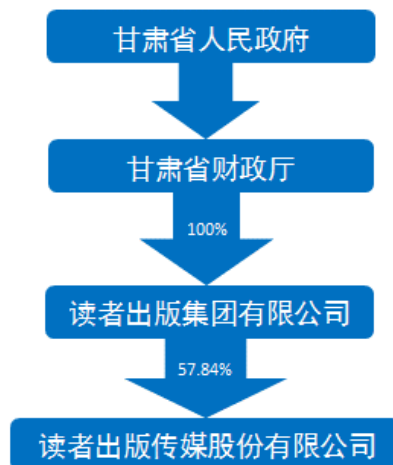 甘肃省人民政府
甘肃省财政厅
100%
读者出版集团有限公司
57.84%
读者出版传媒股份有限公司